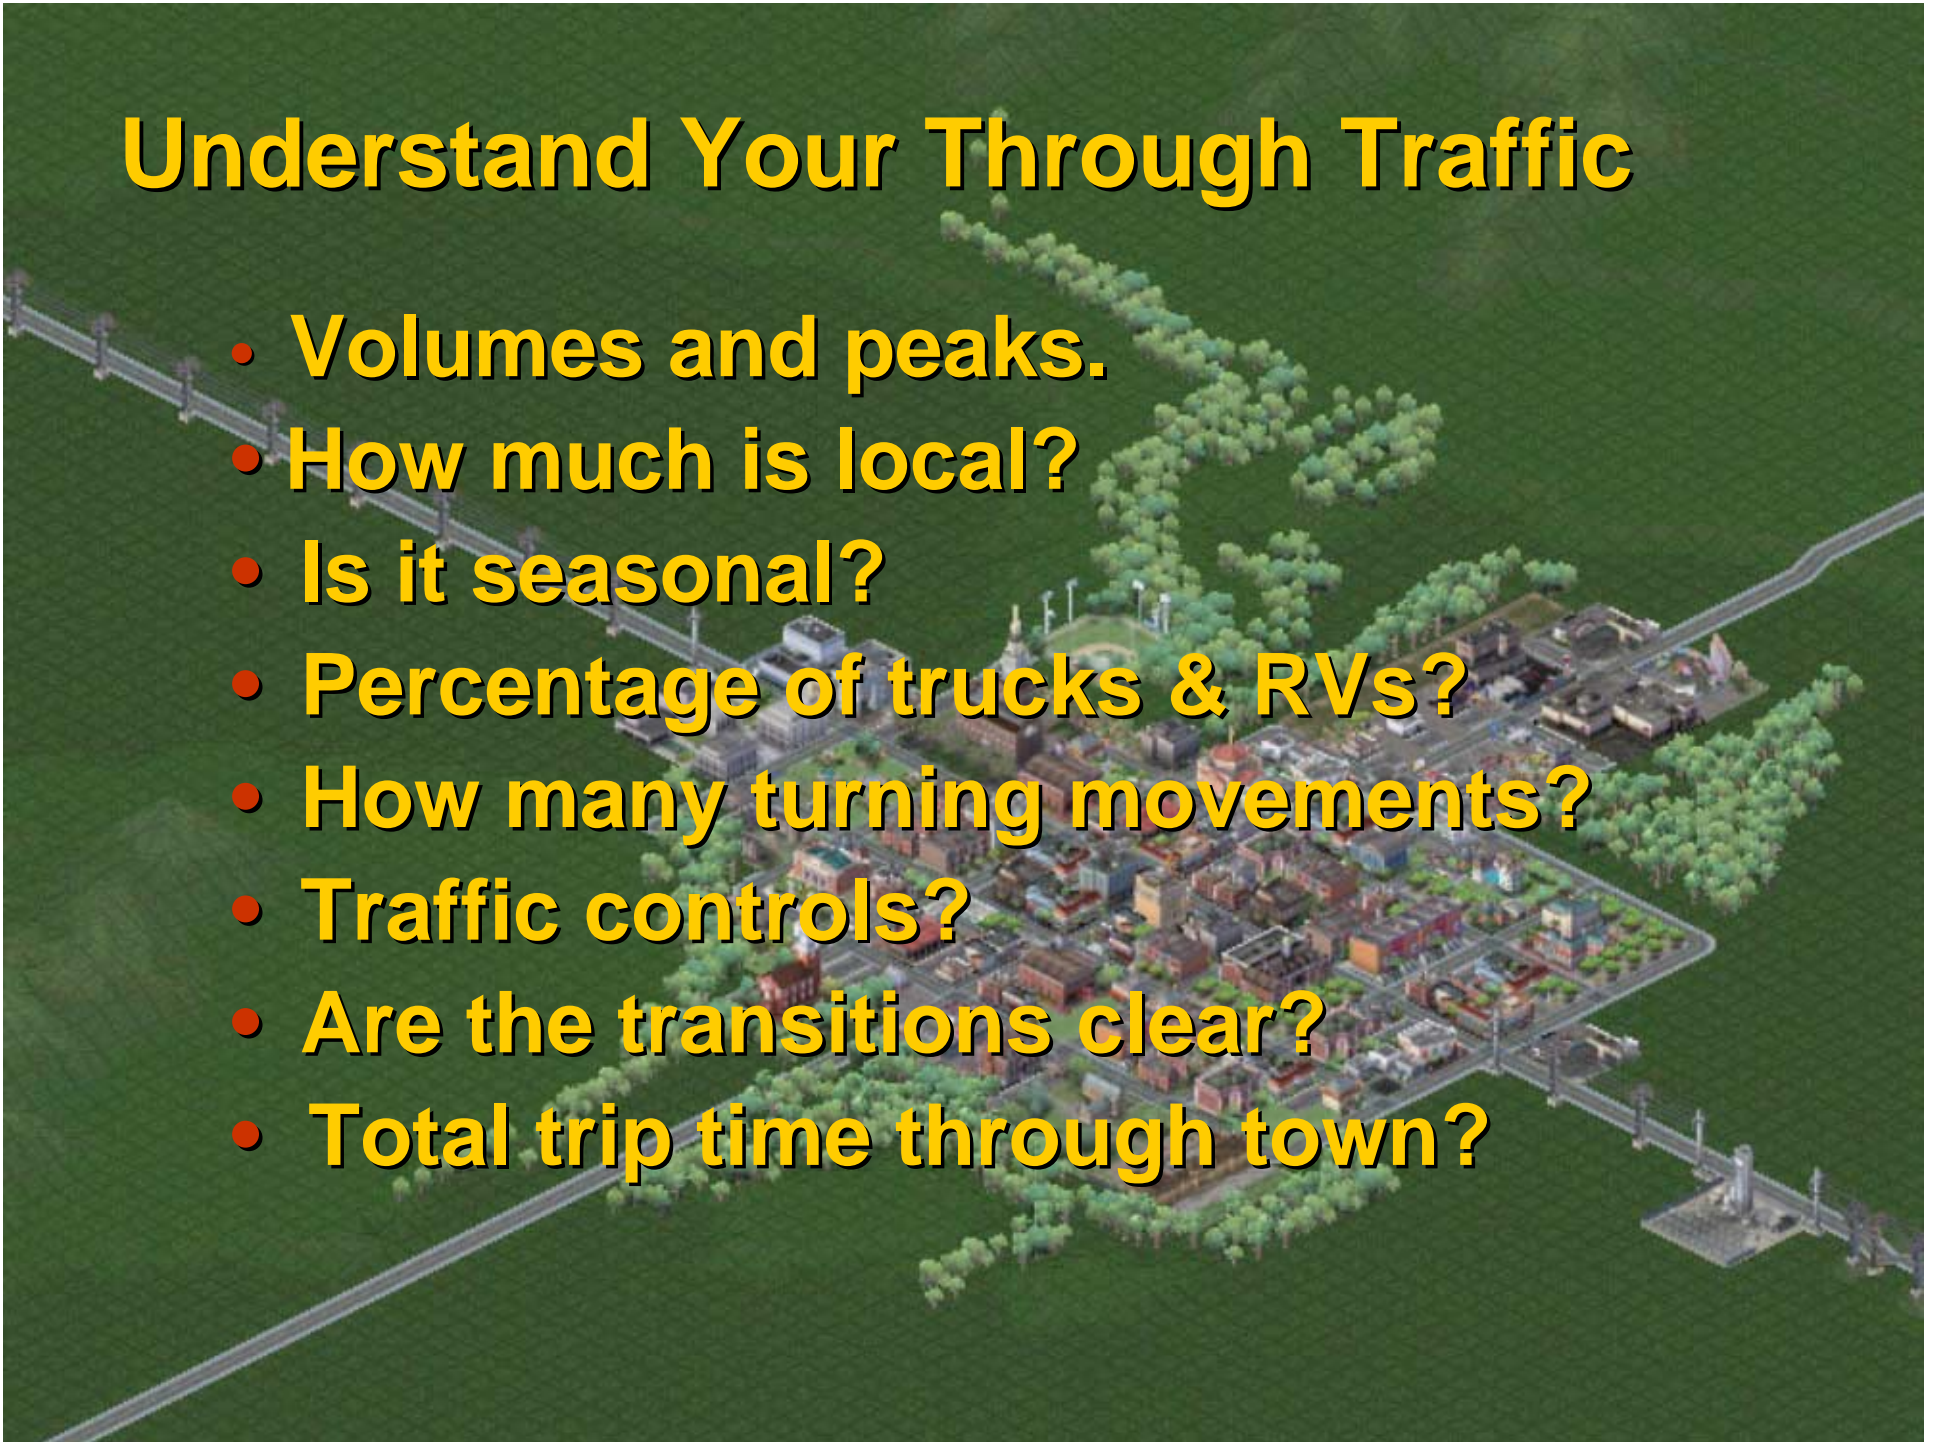 Understand Your Through Traffic
• Volumes and peaks.
• How much is local?
• Is it seasonal?
• Percentage of trucks & RVs?
• How many turning movements?
• Traffic controls?
• Are the transitions clear?
• Total trip time through town?